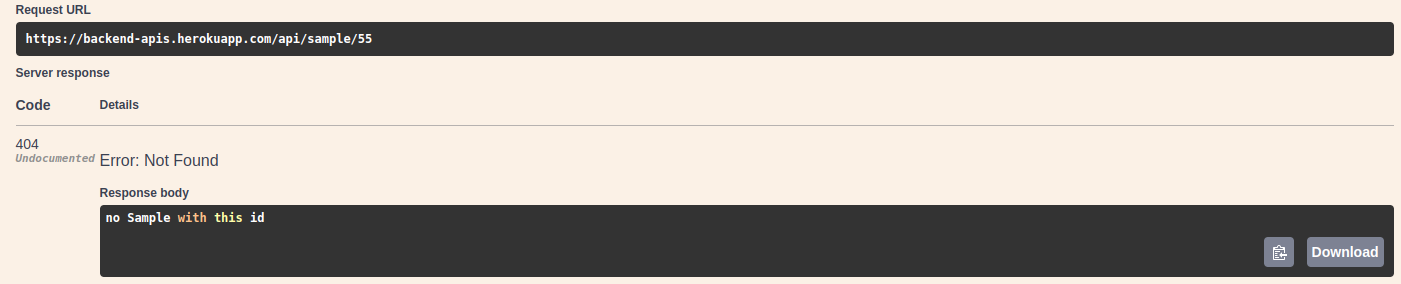 Request URL
https://backend-apis.herokuapp.com/api/sample/55
Server response
Code Details
404
Undocumented Error: Not Found
Response body
no Sample with this id
Download